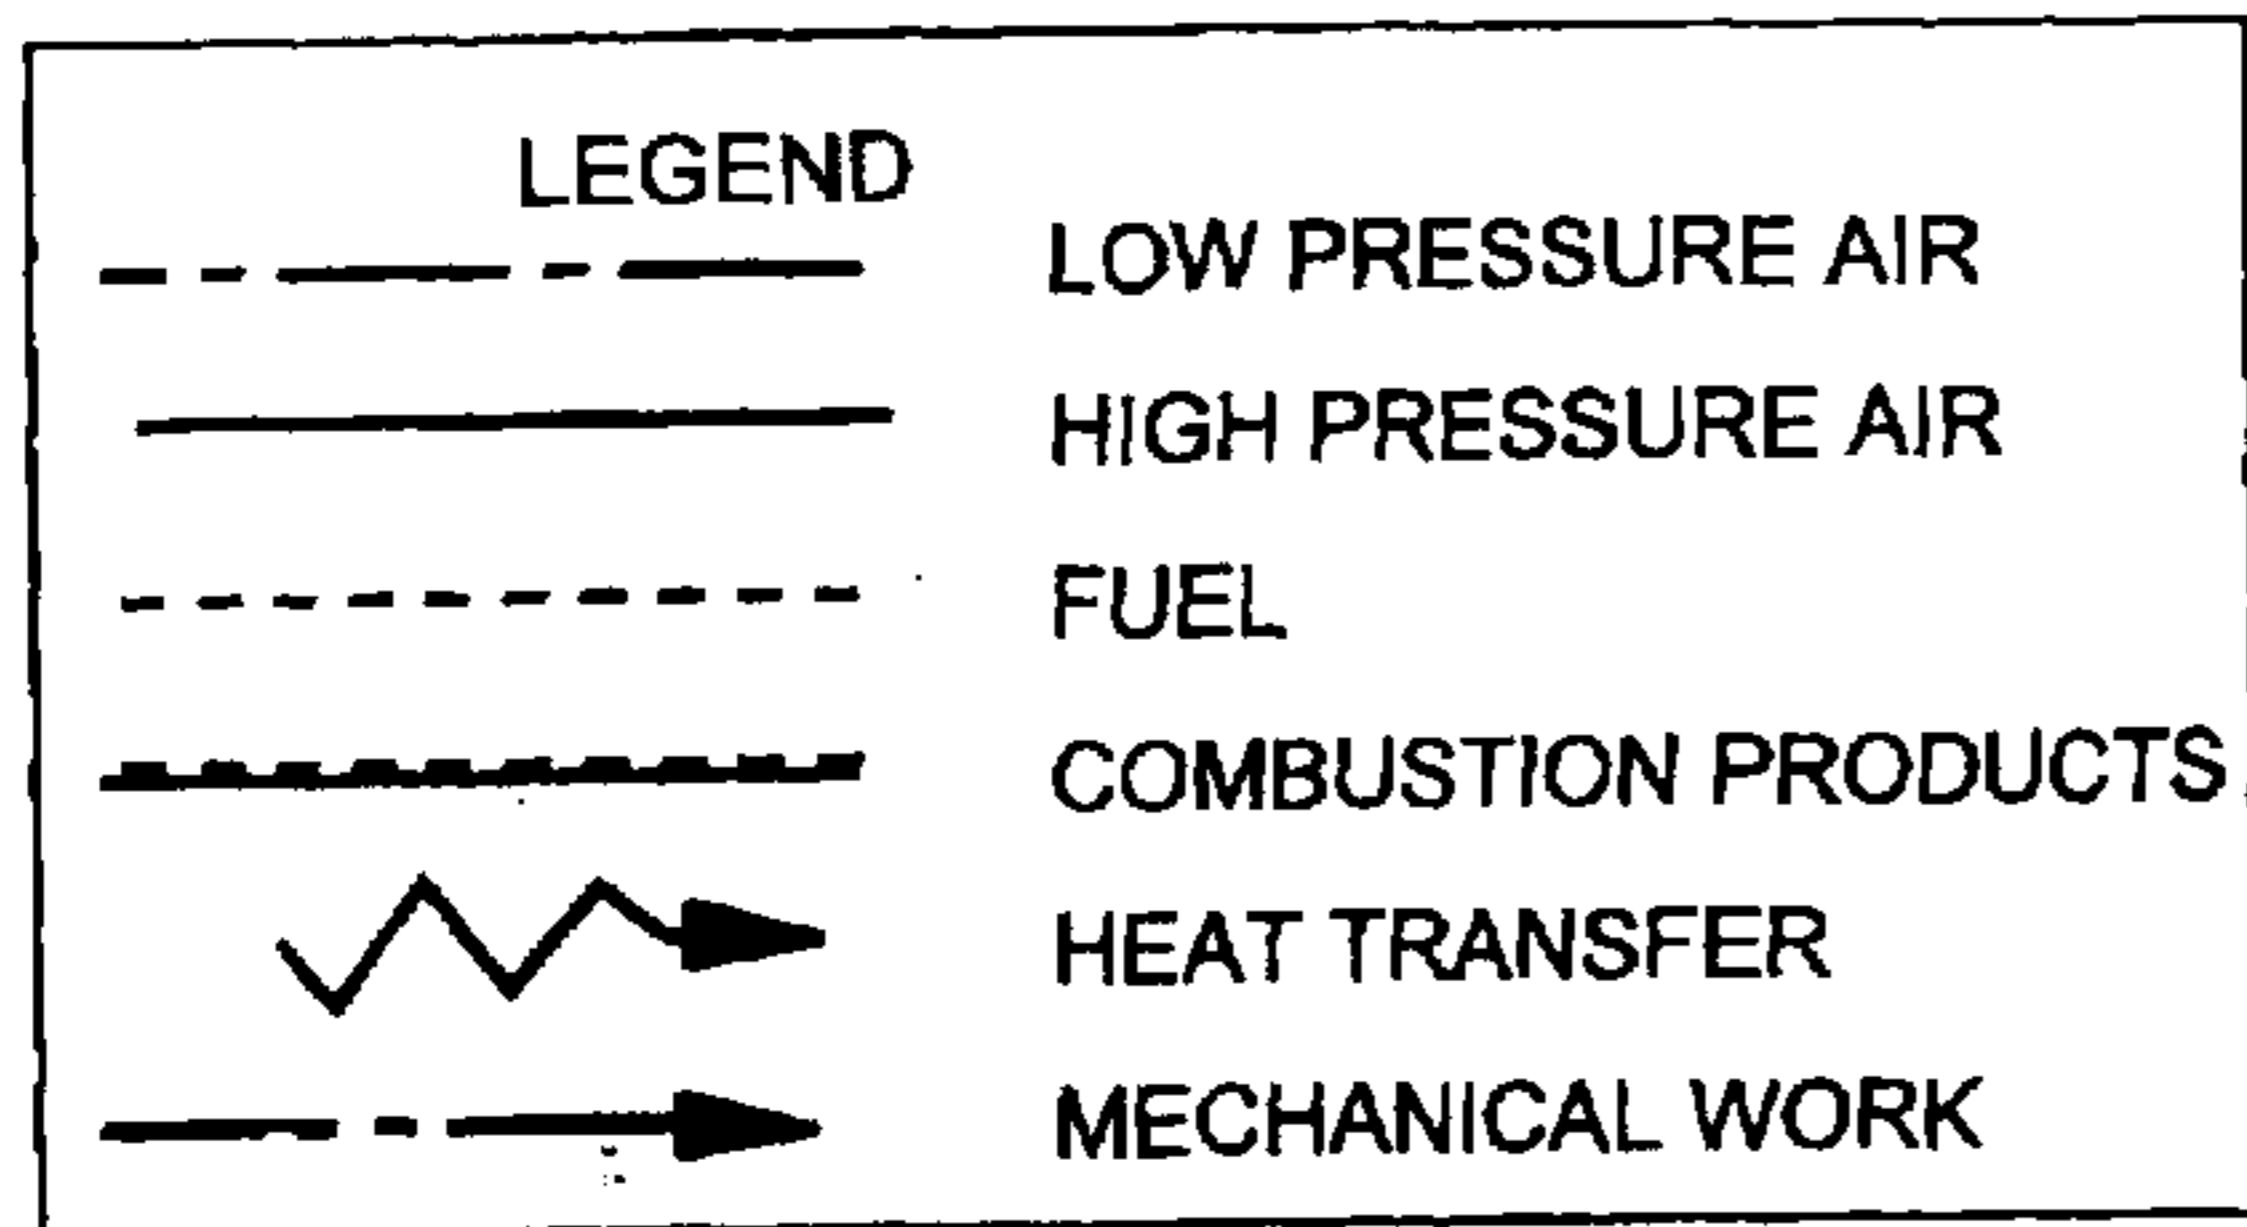 LEGEND
LOW PRESSURE AIR
HIGH PRESSURE AIR
FUEL
COMBUSTION PRODUCTS
HEAT TRANSFER
MECHANICAL WORK